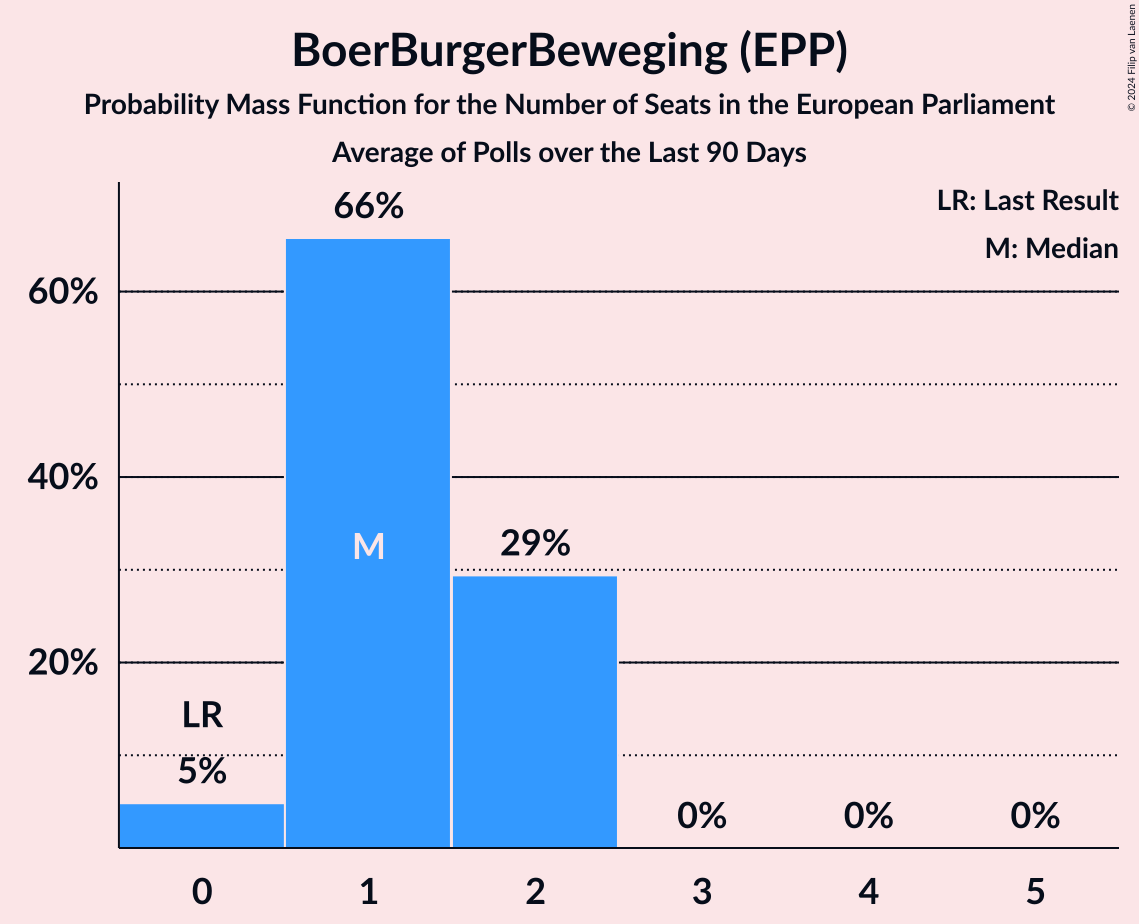 BoerBurgerBeweging (EPP)
Probability Mass Function for the Number of Seats in the European Parliament
Average of Polls over the Last 90 Days
© 2024 Filip van Laenen
LR: Last Result
M: Median
66%
60%
40%
M
29%
20%
LR
5%
0% 0% 0%
0 1 2 3 4 5